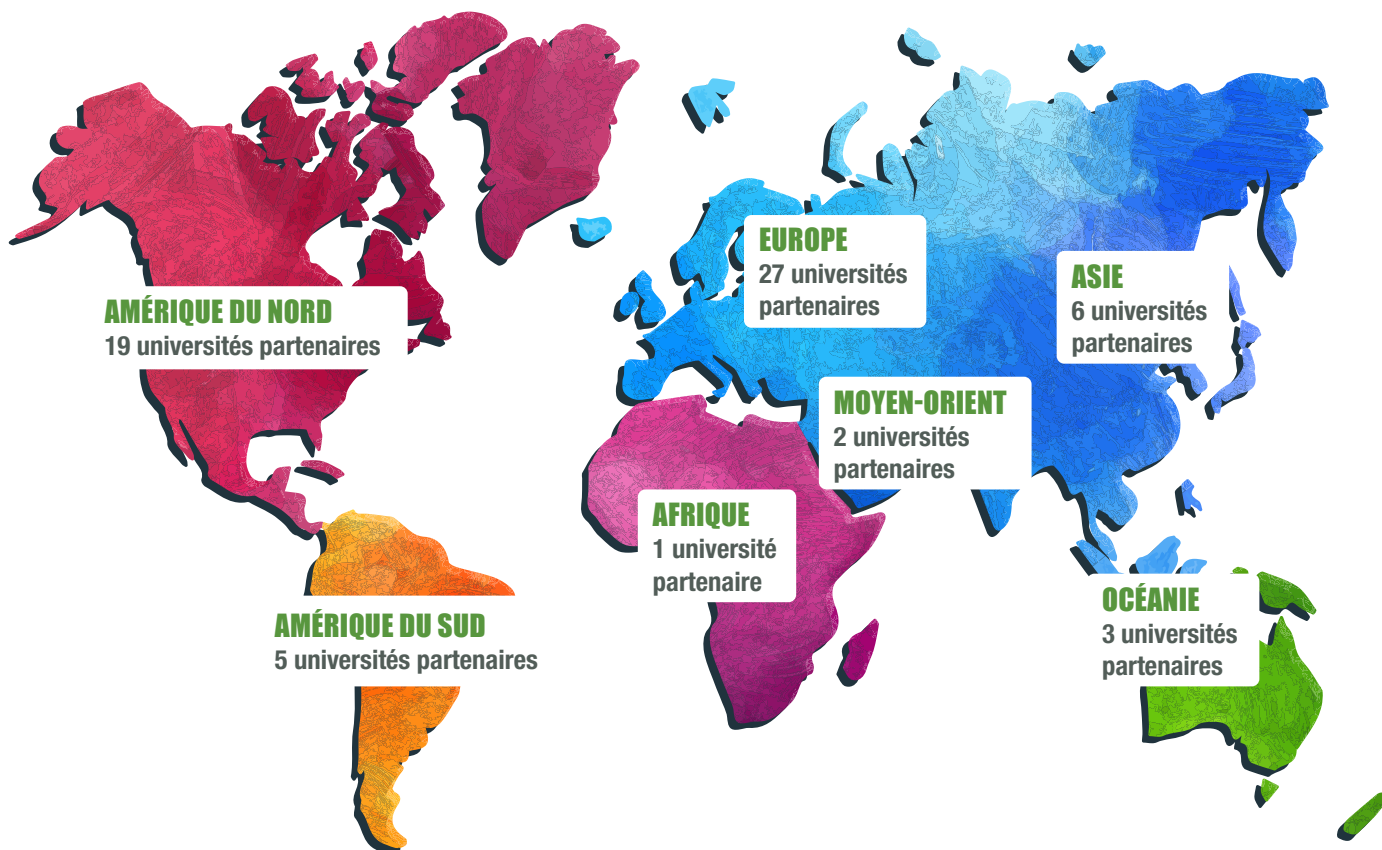 AMÉRIQUE DU NORD
19 universités partenaires
EUROPE
27 universités
partenaires
ASIE
6 universités
partenaires
MOYEN-ORIENT
2 universités
partenaires
AFRIQUE
1 université
partenaire
AMÉRIQUE DU SUD
5 universités partenaires
OCÉANIE
3 universités
partenaires